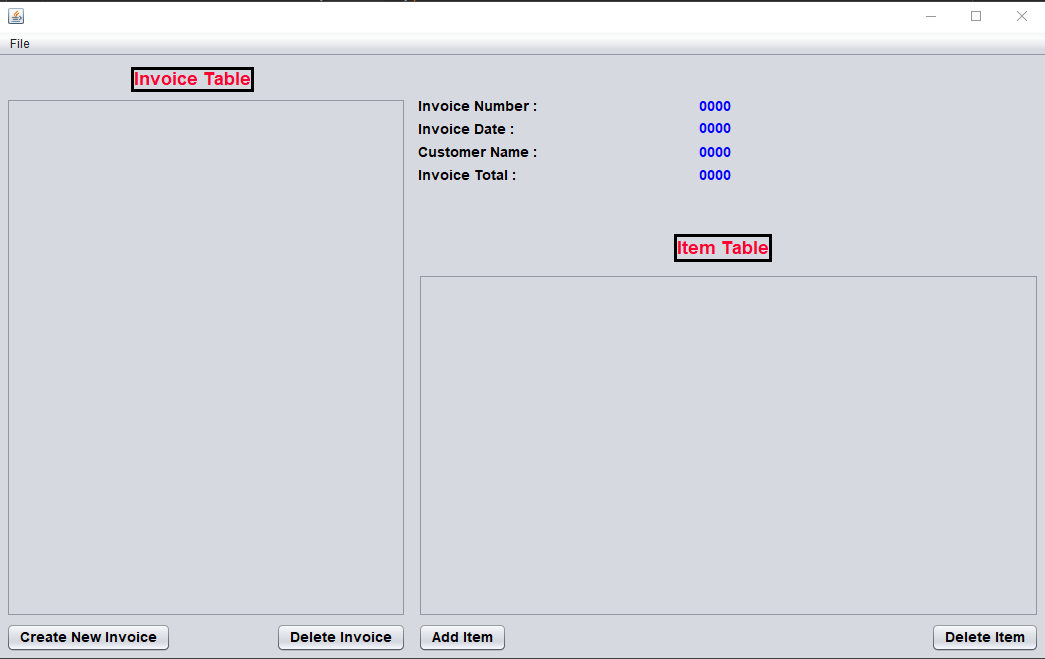 File
Invoice Table
Invoice Number : 0000
Invoice Date : 0000
Customer Name : 0000
Invoice Total : 0000
Item Table
Create New Invoice
Delete Invoice
Add Item
Delete Item